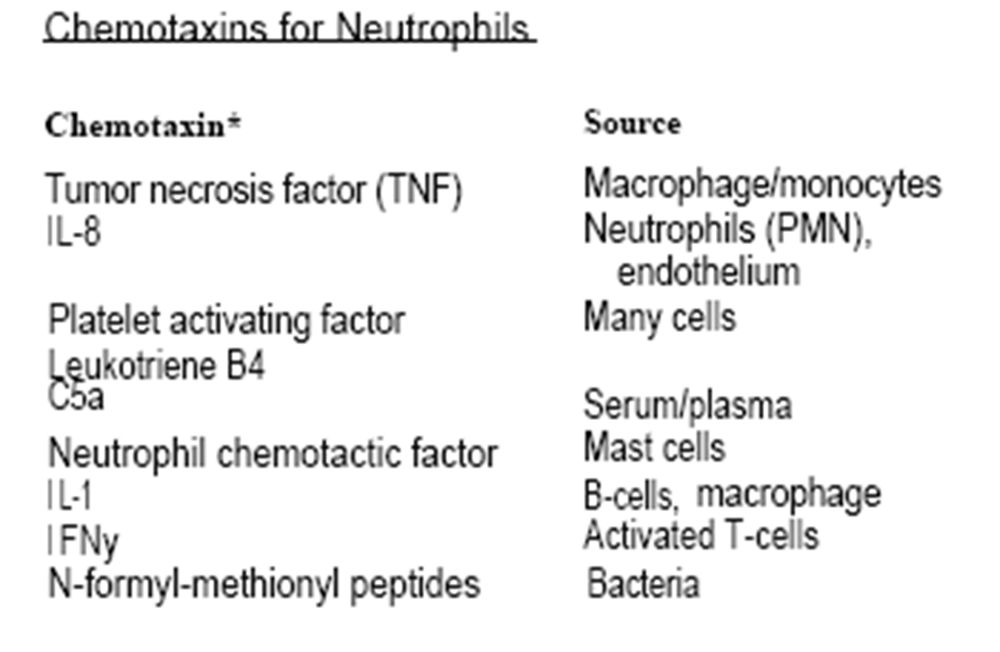 Chemotaxins for Neutrophils
Chemotaxin* Source
Tumor necrosis factor (TNF) Macrophage/monocytes
IL-8 Neutrophils (PMN),
endothelium
Platelet activating factor Many cells
Leukotriene B4
C5a Serum/plasma
Neutrophil chemotactic factor Mast cells
IL-1 B-cells, macrophage
IFNy Activated T-cells
N-formyl-methionyl peptides Bacteria